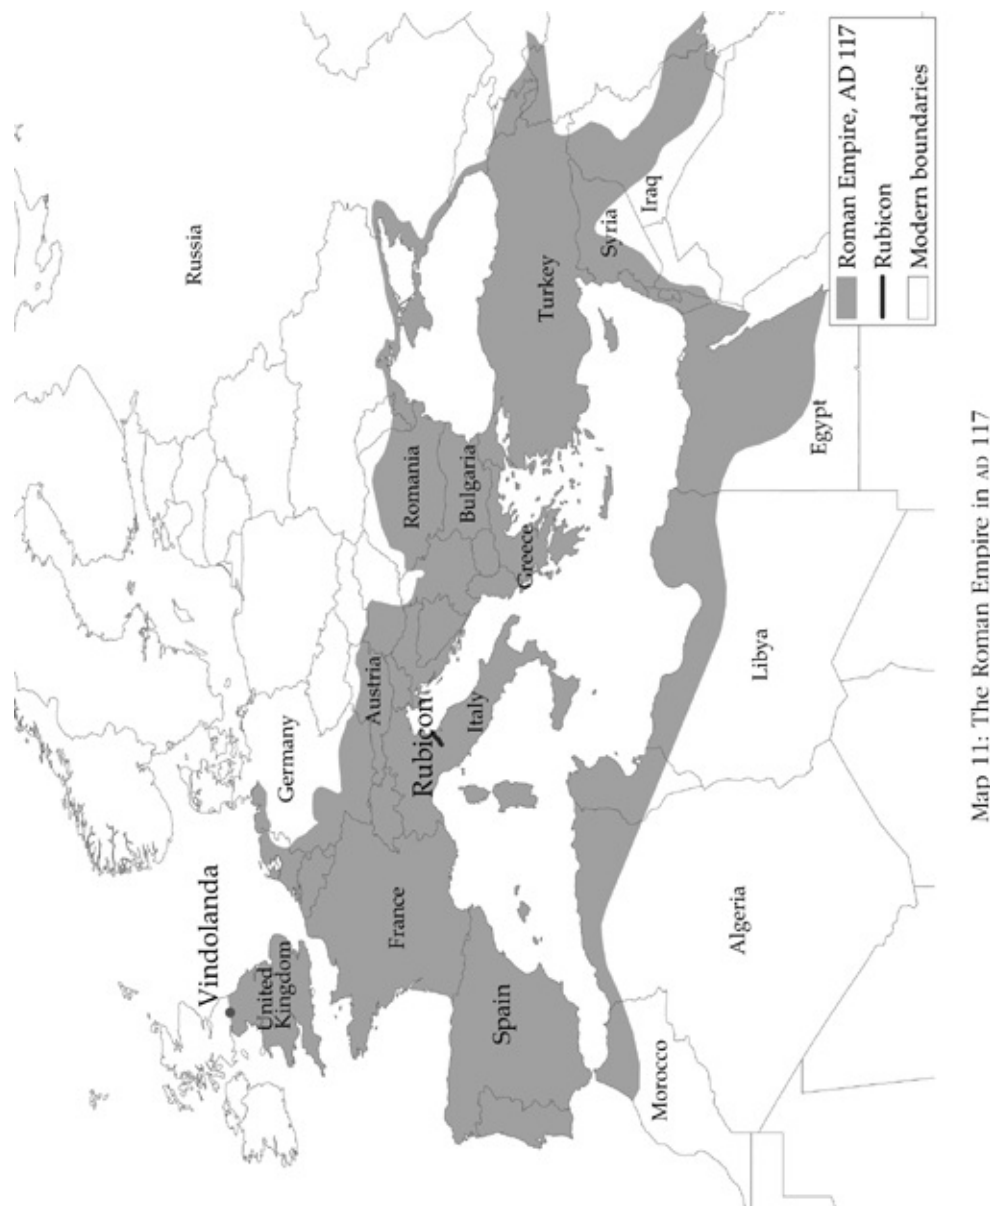 Russia
Vindolanda
United
Kingdom
Germany
France
Austria
Rubicon
Italy
Romania
Bulgaria
Greece
Turkey
Spain
Syria
Iraq
Morocco
Algeria
Libya
Egypt
Roman Empire, AD 117
Rubicon
Modern boundaries
Map 11: The Roman Empire in AD 117